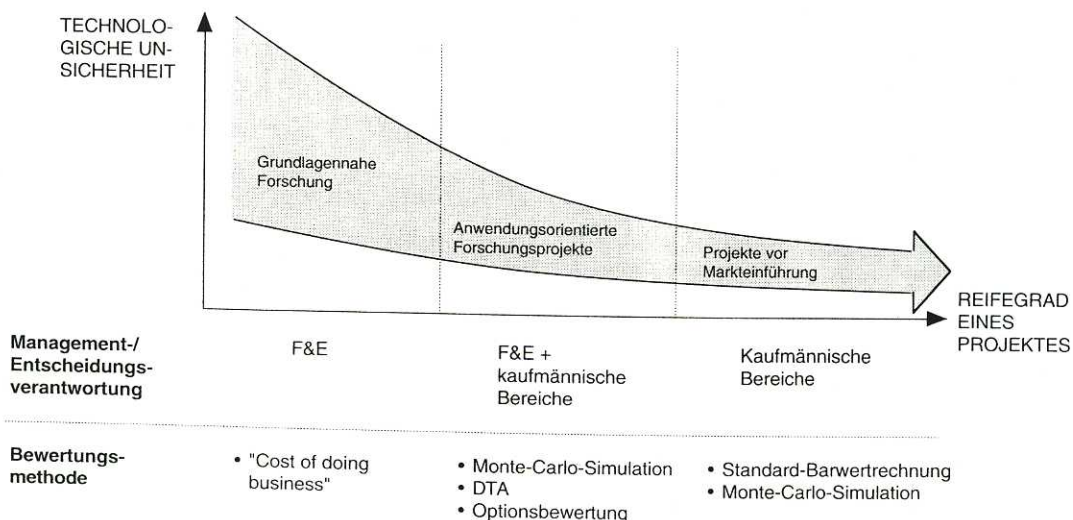 TECHNOLO-
GISCHE UN-
SICHERHEIT
Grundlagennahe
Forschung
Anwendungsorientierte
Forschungsprojekte
Projekte vor
Markteinführung
REIFEGRAD
EINES
PROJEKTES
Management-/
Entscheidungs-
verantwortung
F&E
F&E +
kaufmännische
Bereiche
Kaufmännische
Bereiche
Bewertungs-
methode
• "Cost of doing
business"
• Monte-Carlo-Simulation
• DTA
• Optionsbewertung
• Standard-Barwertrechnung
• Monte-Carlo-Simulation